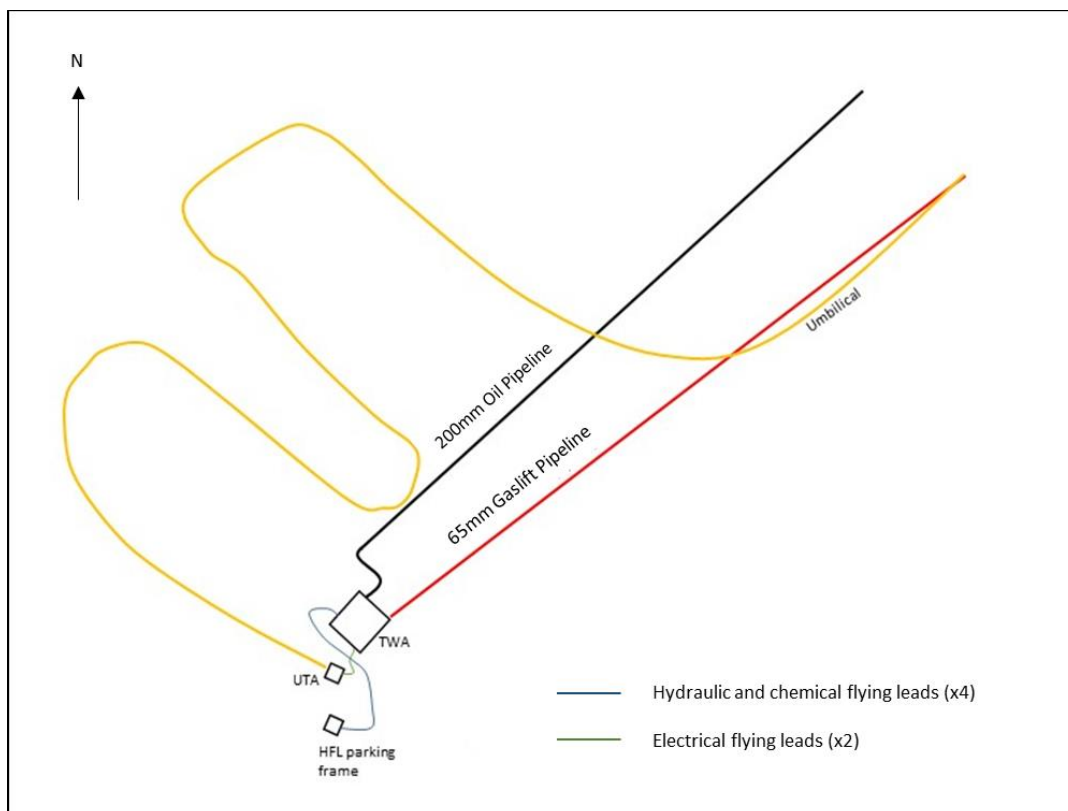 N
Umbilical
200mm Oil Pipeline
65mm Gaslift Pipeline
TWA
UTA
HFL parking
frame
Hydraulic and chemical flying leads (x4)
Electrical flying leads (x2)